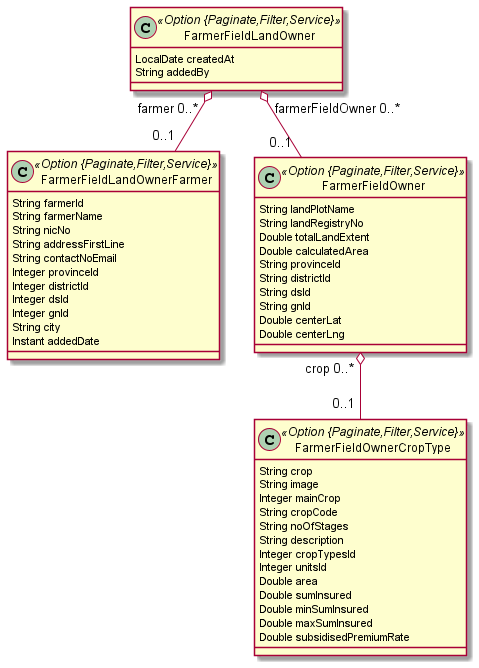 C
«Option {Paginate,Filter,Service}»
FarmerFieldLandOwner
LocalDate createdAt
String addedBy
farmer 0..*
farmerFieldOwner 0..*
0..1
0..1
C
«Option {Paginate,Filter,Service}»
FarmerFieldLandOwnerFarmer
String farmerId
String farmerName
String nicNo
String addressFirstLine
String contactNoEmail
Integer provinceId
Integer districtId
Integer dsId
Integer gnId
String city
Instant addedDate
C
«Option {Paginate,Filter,Service}»
FarmerFieldOwner
String landPlotName
String landRegistryNo
Double totalLandExtent
Double calculatedArea
String provinceId
String districtId
String dsId
String gnId
Double centerLat
Double centerLng
crop 0..*
0..1
C
«Option {Paginate,Filter,Service}»
FarmerFieldOwnerCropType
String crop
String image
Integer mainCrop
String cropCode
String noOfStages
String description
Integer cropTypesId
Integer unitsId
Double area
Double sumInsured
Double minSumInsured
Double maxSumInsured
Double subsidisedPremiumRate